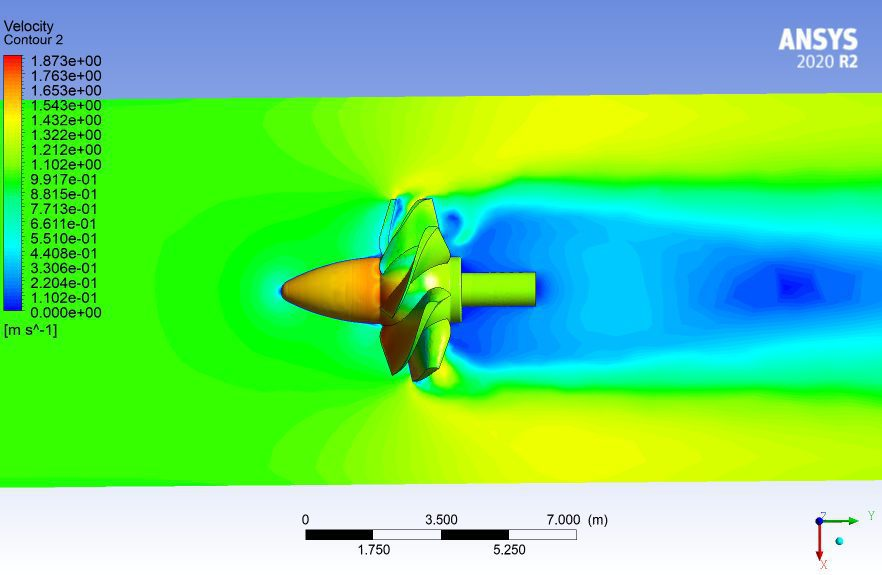 Velocity
Contour 2
1.873e+00
1.763e+00
1.653e+00
1.543e+00
1.432e+00
1.322e+00
1.212e+00
1.102e+00
9.917e-01
8.815e-01
7.713e-01
6.611e-01
5.510e-01
4.408e-01
3.306e-01
2.204e-01
1.102e-01
0.000e+00
[m s^-1]
ANSYS
2020 R2
0 3.500 7.000 (m)
1.750 5.250
Z Y
X